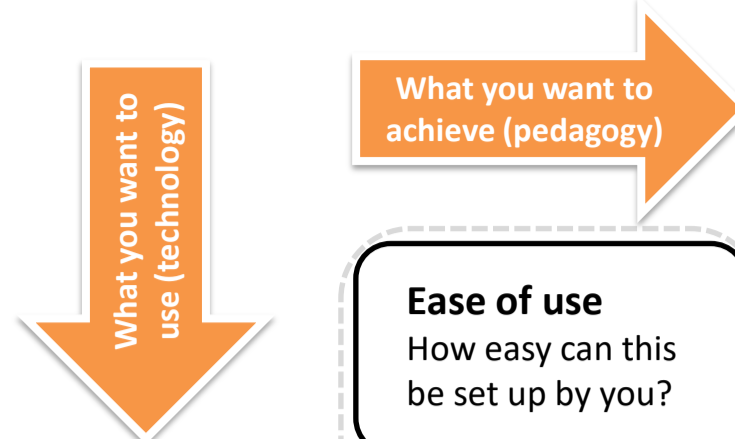 What you want to
use (technology)
What you want to
achieve (pedagogy)
Ease of use
How easy can this
be set up by you?